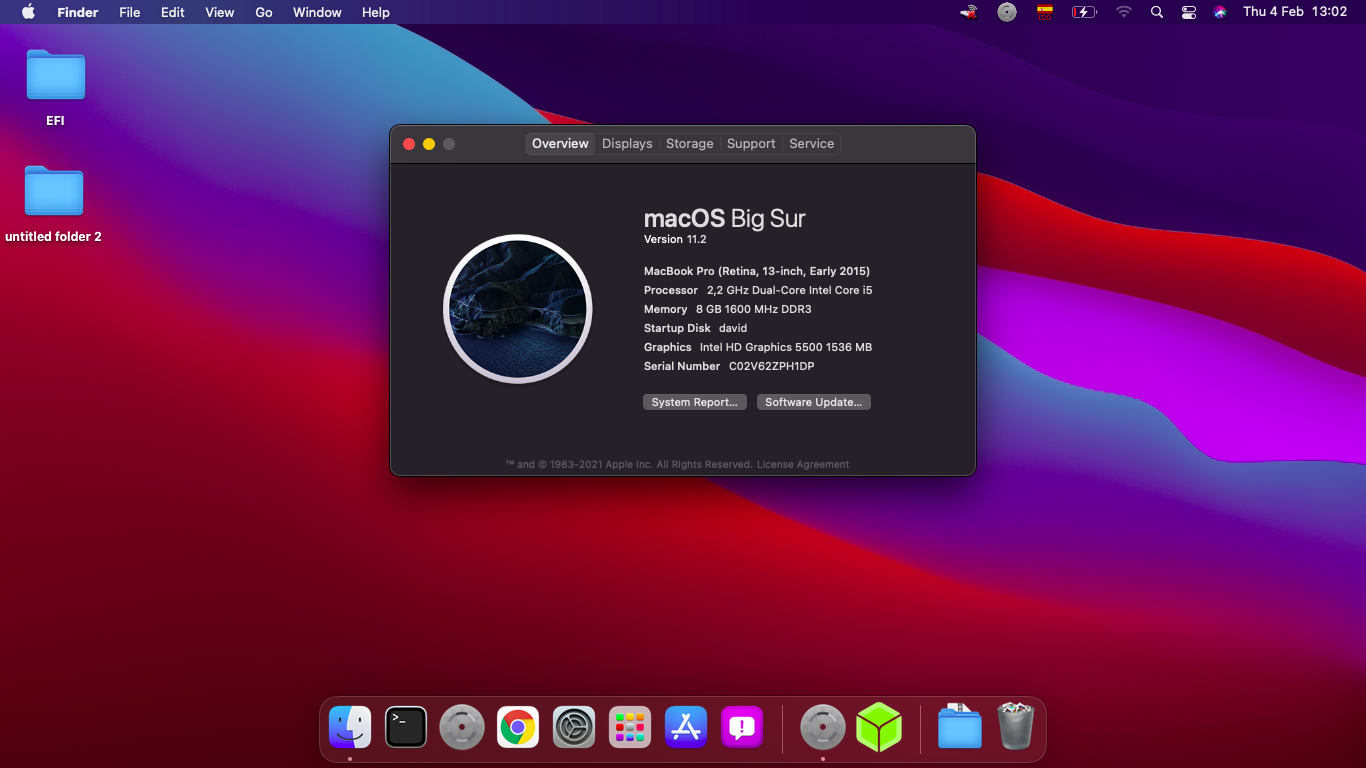 Finder File Edit View Go Window Help ISO Thu 4 Feb 13:02
EFI
untitled folder 2
Overview Displays Storage Support Service
macOS Big Sur
Version 11.2
MacBook Pro (Retina, 13-inch, Early 2015)
Processor 2,2 GHz Dual-Core Intel Core i5
Memory 8 GB 1600 MHz DDR3
Startup Disk david
Graphics Intel HD Graphics 5500 1536 MB
Serial Number C02V62ZPH1DP
System Report... Software Update...
™ and © 1983-2021 Apple Inc. All Rights Reserved. License Agreement
>_
!